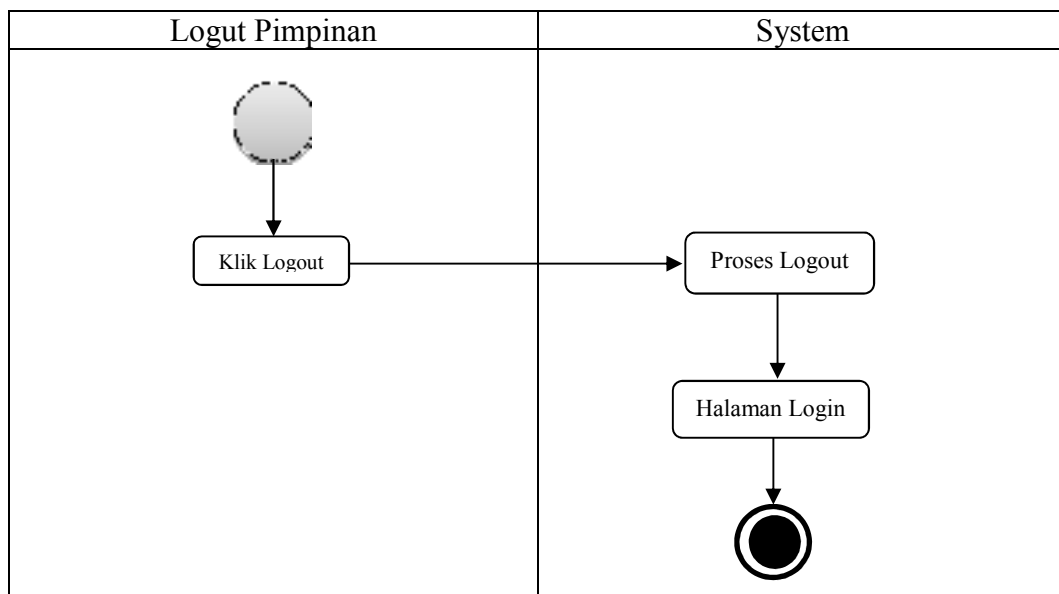 Logut Pimpinan
System
Klik Logout
Proses Logout
Halaman Login